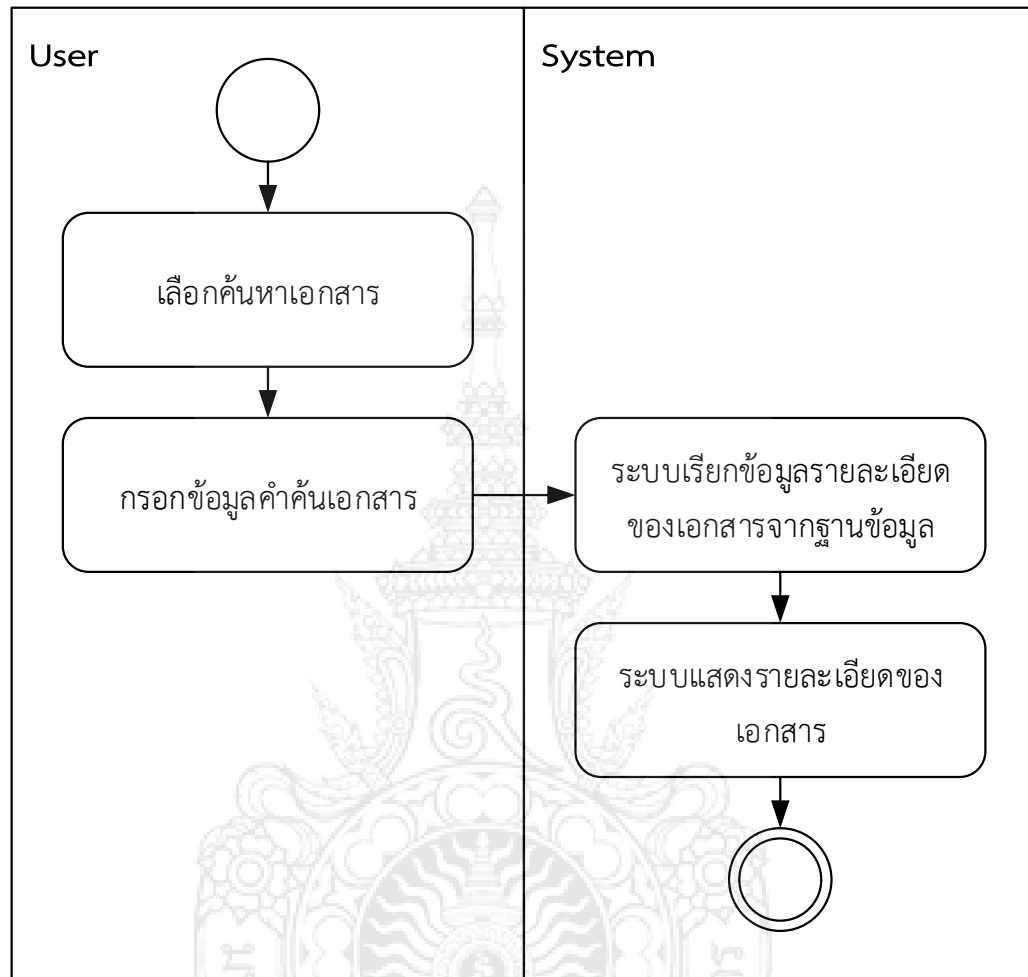 User
System
เลือกค้นหาเอกสาร
กรอกข้อมูลคำค้นเอกสาร
ระบบเรียกข้อมูลรายละเอียด
ของเอกสารจากฐานข้อมูล
ระบบแสดงรายละเอียดของ
เอกสาร